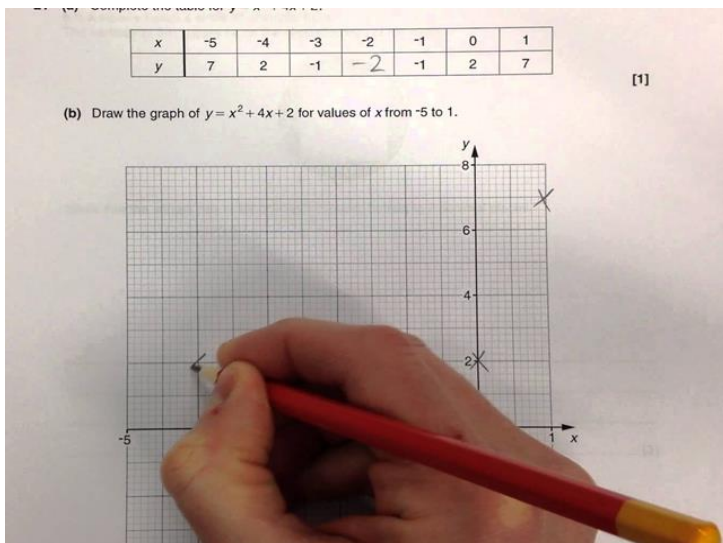 x -5 -4 -3 -2 -1 0 1
y 7 2 -1 -2 -1 2 7
[1]
(b) Draw the graph of y = x² + 4x + 2 for values of x from -5 to 1.
y
8
6
4
2
-5 1 x